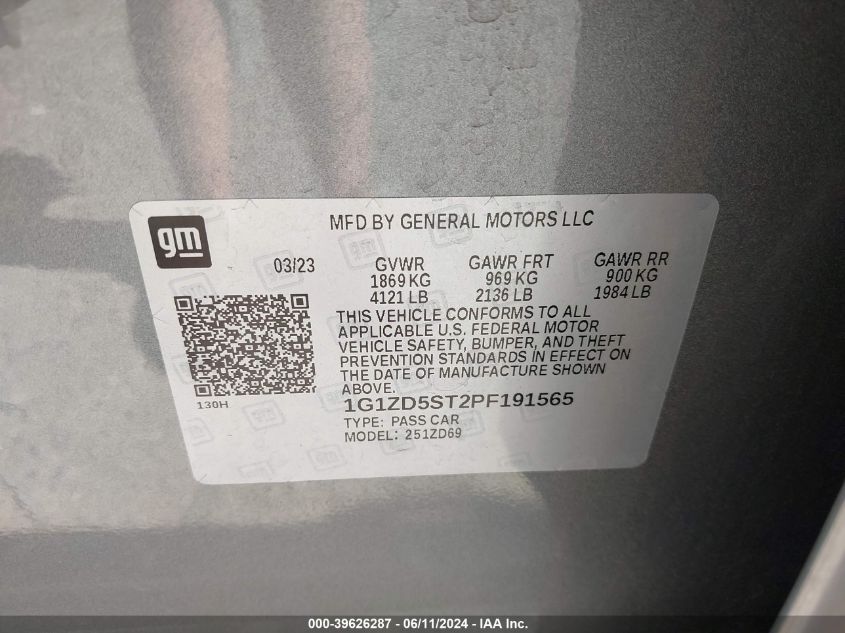 gm
MFD BY GENERAL MOTORS LLC
03/23
GVWR
GAWR FRT
GAWR RR
1869 KG
969 KG
900 KG
4121 LB
2136 LB
1984 LB
THIS VEHICLE CONFORMS TO ALL
APPLICABLE U.S. FEDERAL MOTOR
VEHICLE SAFETY, BUMPER, AND THEFT
PREVENTION STANDARDS IN EFFECT ON
THE DATE OF MANUFACTURE SHOWN
ABOVE.
130H
1G1ZD5ST2PF191565
TYPE: PASS CAR
MODEL: 251ZD69
000-39626287 - 06/11/2024 - IAA Inc.